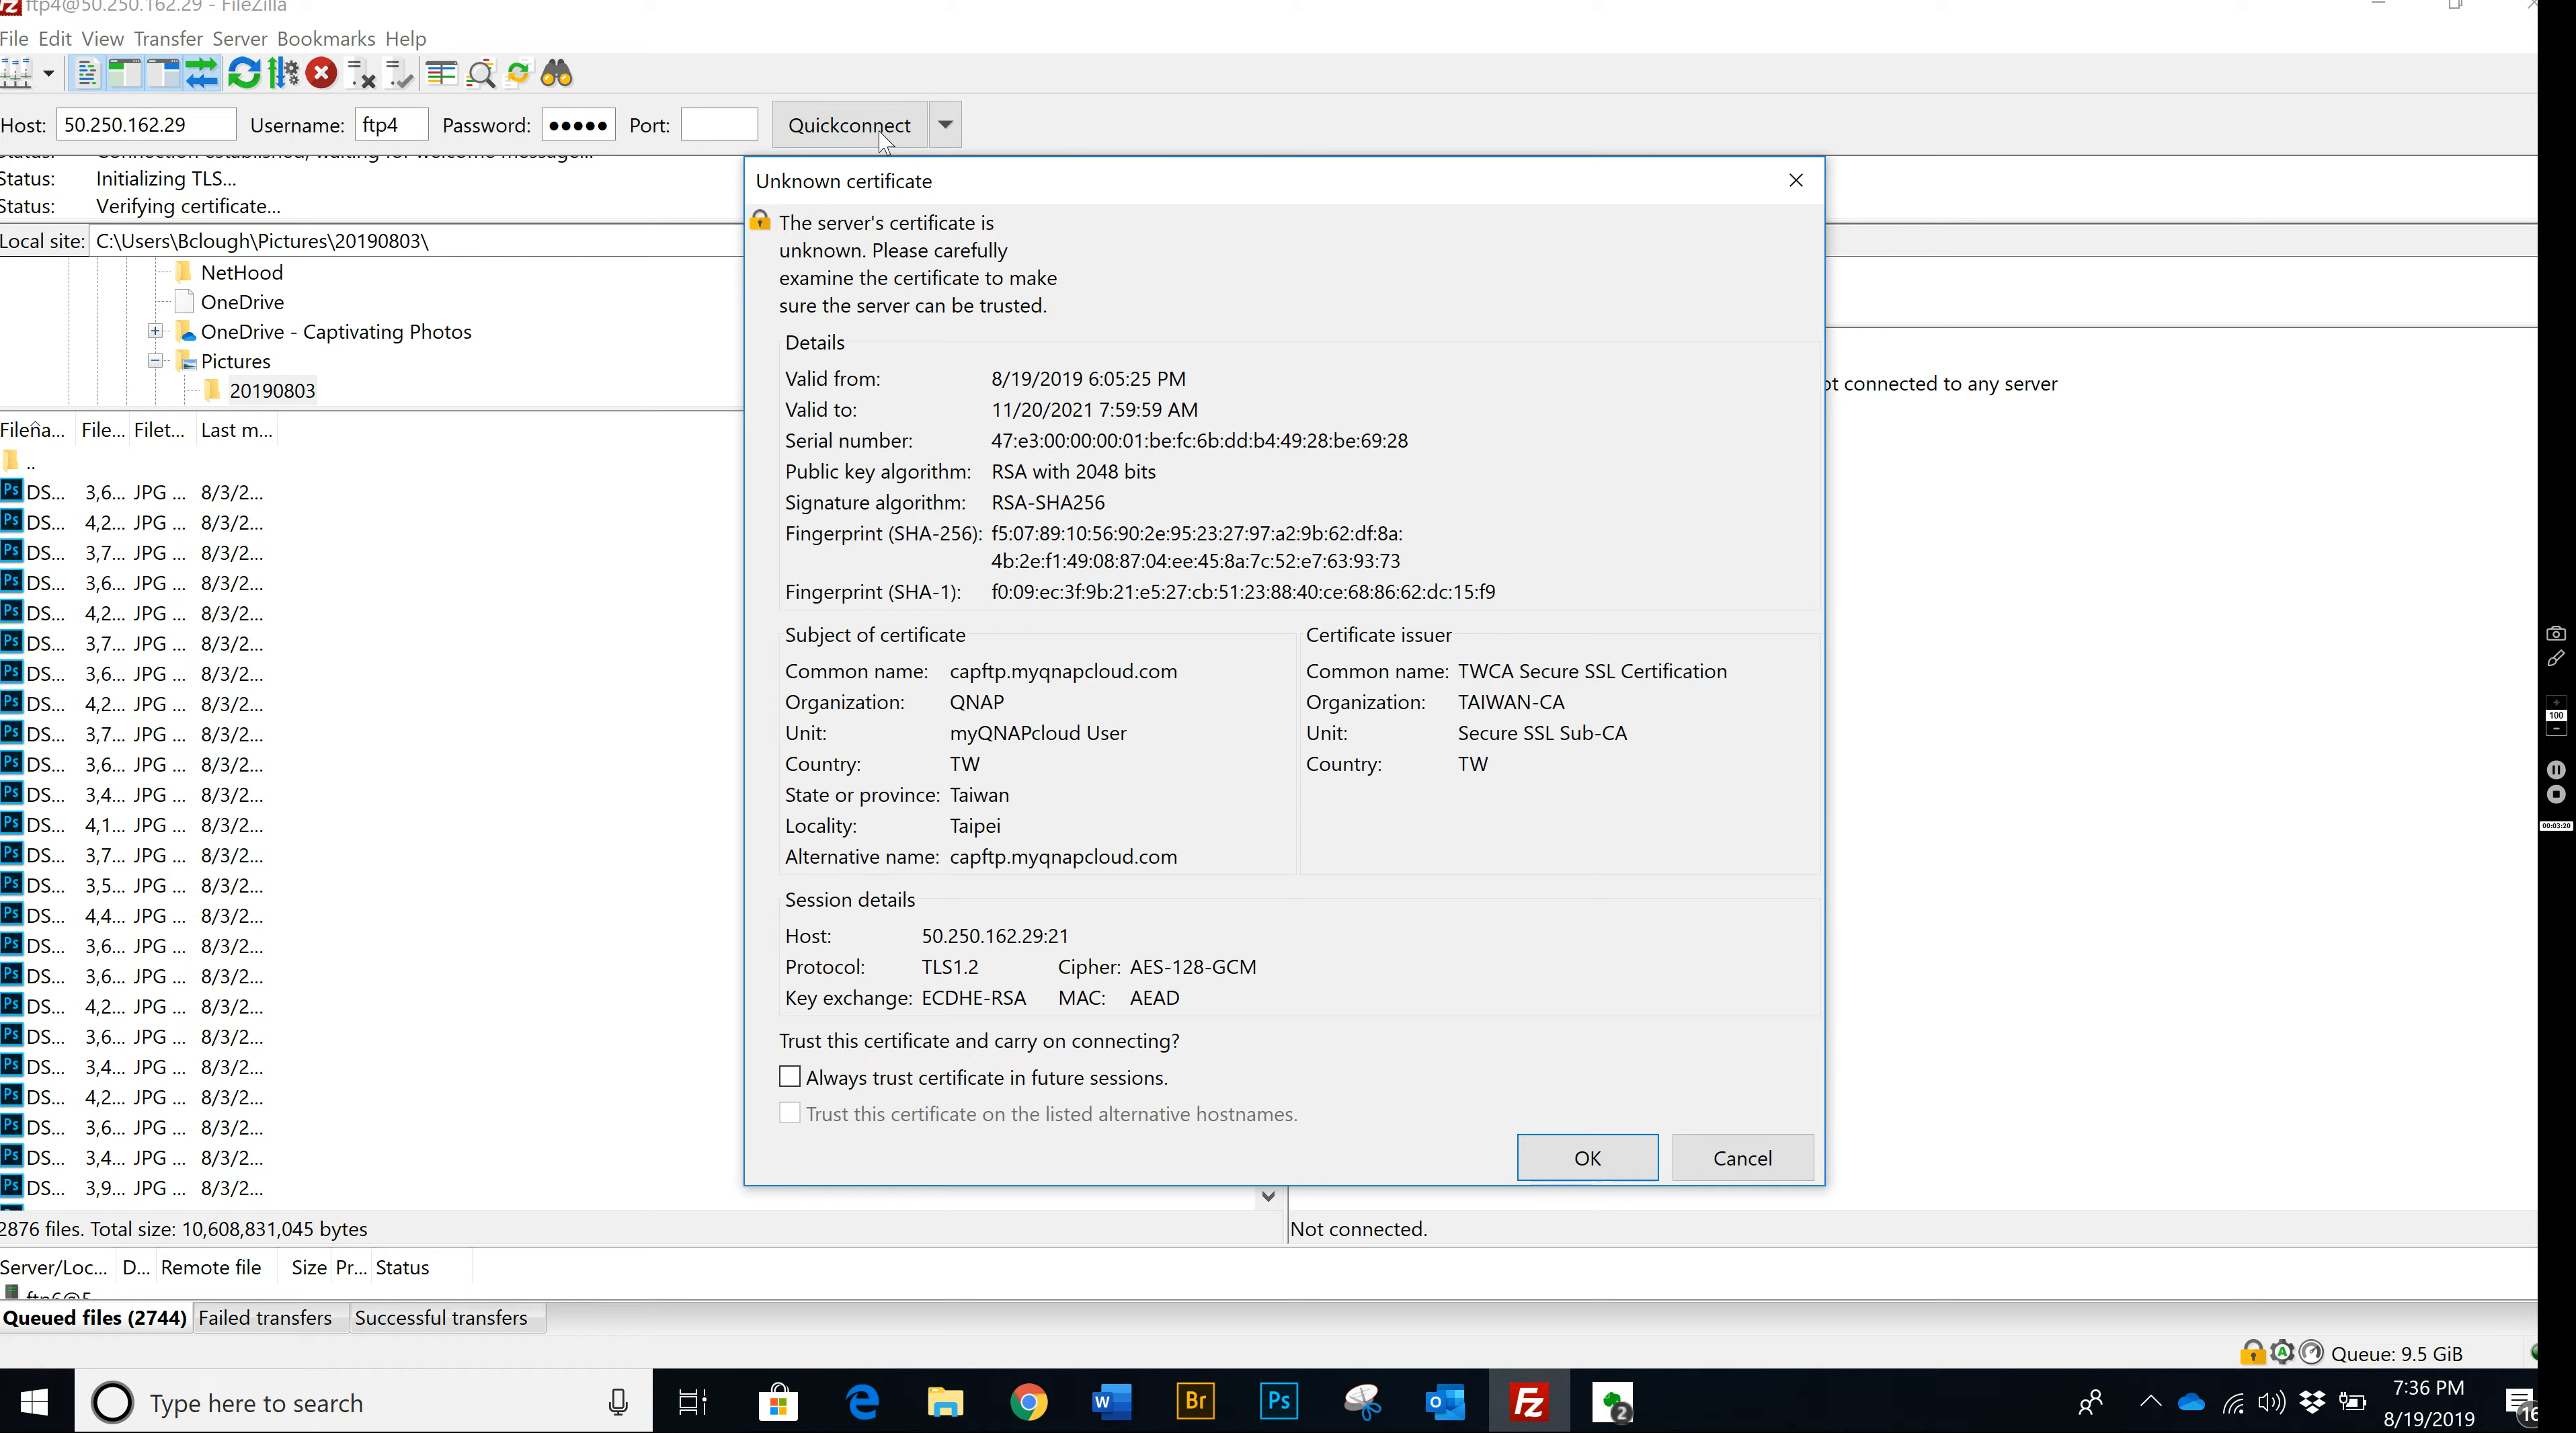 ftp4@50.250.162.29 - FileZilla
File Edit View Transfer Server Bookmarks Help
Host: 50.250.162.29 Username: ftp4 Password: ●●●●● Port: Quickconnect
Status: Connection established, waiting for welcome message...
Status: Initializing TLS...
Status: Verifying certificate...
Local site: C:\Users\Bclough\Pictures\20190803\
NetHood
OneDrive
OneDrive - Captivating Photos
Pictures
20190803
Filena... File... Filet... Last m...
..
DS... 3,6... JPG ... 8/3/2...
DS... 4,2... JPG ... 8/3/2...
DS... 3,7... JPG ... 8/3/2...
DS... 3,6... JPG ... 8/3/2...
DS... 4,2... JPG ... 8/3/2...
DS... 3,7... JPG ... 8/3/2...
DS... 3,6... JPG ... 8/3/2...
DS... 4,2... JPG ... 8/3/2...
DS... 3,7... JPG ... 8/3/2...
DS... 3,6... JPG ... 8/3/2...
DS... 3,4... JPG ... 8/3/2...
DS... 4,1... JPG ... 8/3/2...
DS... 3,7... JPG ... 8/3/2...
DS... 3,5... JPG ... 8/3/2...
DS... 4,4... JPG ... 8/3/2...
DS... 3,6... JPG ... 8/3/2...
DS... 3,6... JPG ... 8/3/2...
DS... 4,2... JPG ... 8/3/2...
DS... 3,6... JPG ... 8/3/2...
DS... 3,4... JPG ... 8/3/2...
DS... 4,2... JPG ... 8/3/2...
DS... 3,6... JPG ... 8/3/2...
DS... 3,4... JPG ... 8/3/2...
DS... 3,9... JPG ... 8/3/2...
2876 files. Total size: 10,608,831,045 bytes
Unknown certificate
The server's certificate is
unknown. Please carefully
examine the certificate to make
sure the server can be trusted.
Details
Valid from: 8/19/2019 6:05:25 PM
Valid to: 11/20/2021 7:59:59 AM
Serial number: 47:e3:00:00:00:01:be:fc:6b:dd:b4:49:28:be:69:28
Public key algorithm: RSA with 2048 bits
Signature algorithm: RSA-SHA256
Fingerprint (SHA-256): f5:07:89:10:56:90:2e:95:23:27:97:a2:9b:62:df:8a:
4b:2e:f1:49:08:87:04:ee:45:8a:7c:52:e7:63:93:73
Fingerprint (SHA-1): f0:09:ec:3f:9b:21:e5:27:cb:51:23:88:40:ce:68:86:62:dc:15:f9
Subject of certificate
Common name: capftp.myqnapcloud.com
Organization: QNAP
Unit: myQNAPcloud User
Country: TW
State or province: Taiwan
Locality: Taipei
Alternative name: capftp.myqnapcloud.com
Certificate issuer
Common name: TWCA Secure SSL Certification
Organization: TAIWAN-CA
Unit: Secure SSL Sub-CA
Country: TW
Session details
Host: 50.250.162.29:21
Protocol: TLS1.2 Cipher: AES-128-GCM
Key exchange: ECDHE-RSA MAC: AEAD
Trust this certificate and carry on connecting?
Always trust certificate in future sessions.
Trust this certificate on the listed alternative hostnames.
OK Cancel
ot connected to any server
Not connected.
Server/Loc... D... Remote file Size Pr... Status
ftp6@5
Queued files (2744) Failed transfers Successful transfers
Queue: 9.5 GiB
Type here to search
7:36 PM
8/19/2019
16
100
00:03:20